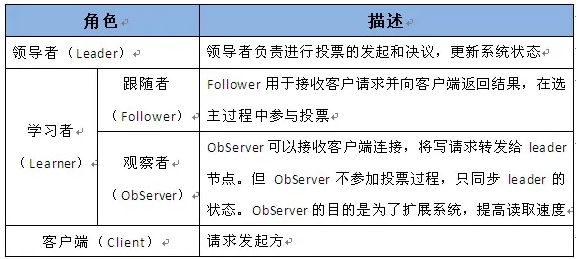 角色
描述
领导者（Leader）
领导者负责进行投票的发起和决议，更新系统状态
学习者
（Learner）
跟随者
（Follower）
Follower 用于接收客户请求并向客户端返回结果，在选
主过程中参与投票
观察者
（ObServer）
ObServer 可以接收客户端连接，将写请求转发给 leader
节点。但 ObServer 不参加投票过程，只同步 leader 的
状态。ObServer 的目的是为了扩展系统，提高读取速度
客户端（Client）
请求发起方